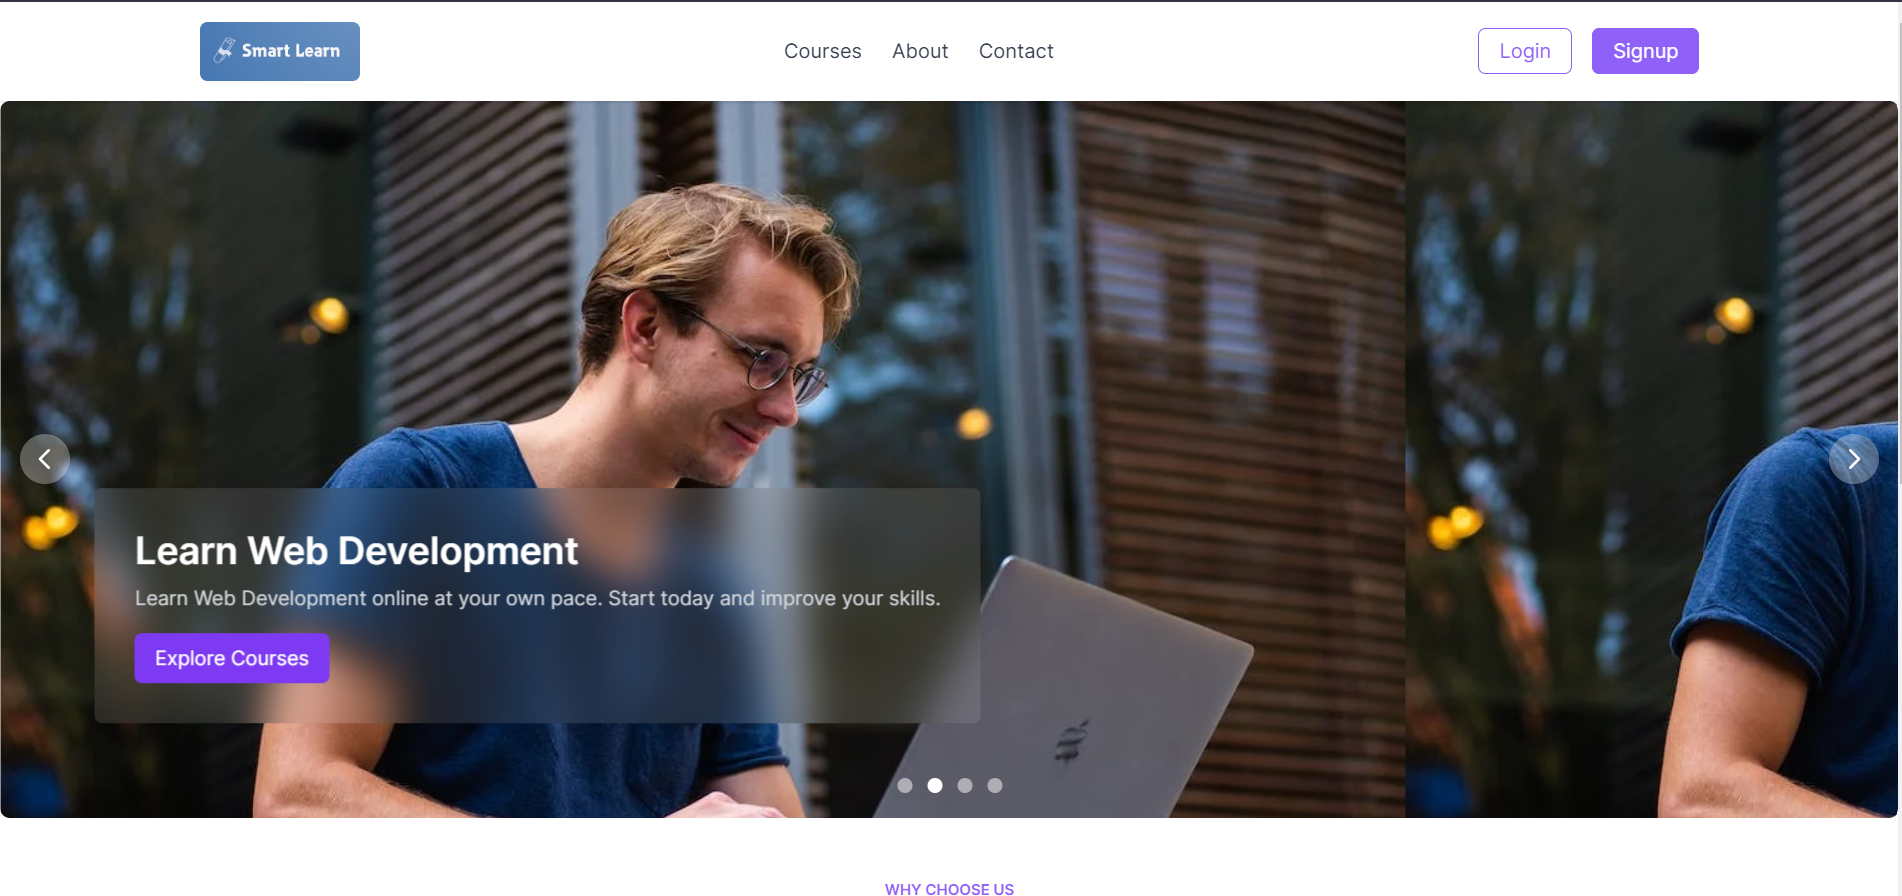 Smart Learn
Courses About Contact
Login Signup
Learn Web Development
Learn Web Development online at your own pace. Start today and improve your skills.
Explore Courses
WHY CHOOSE US